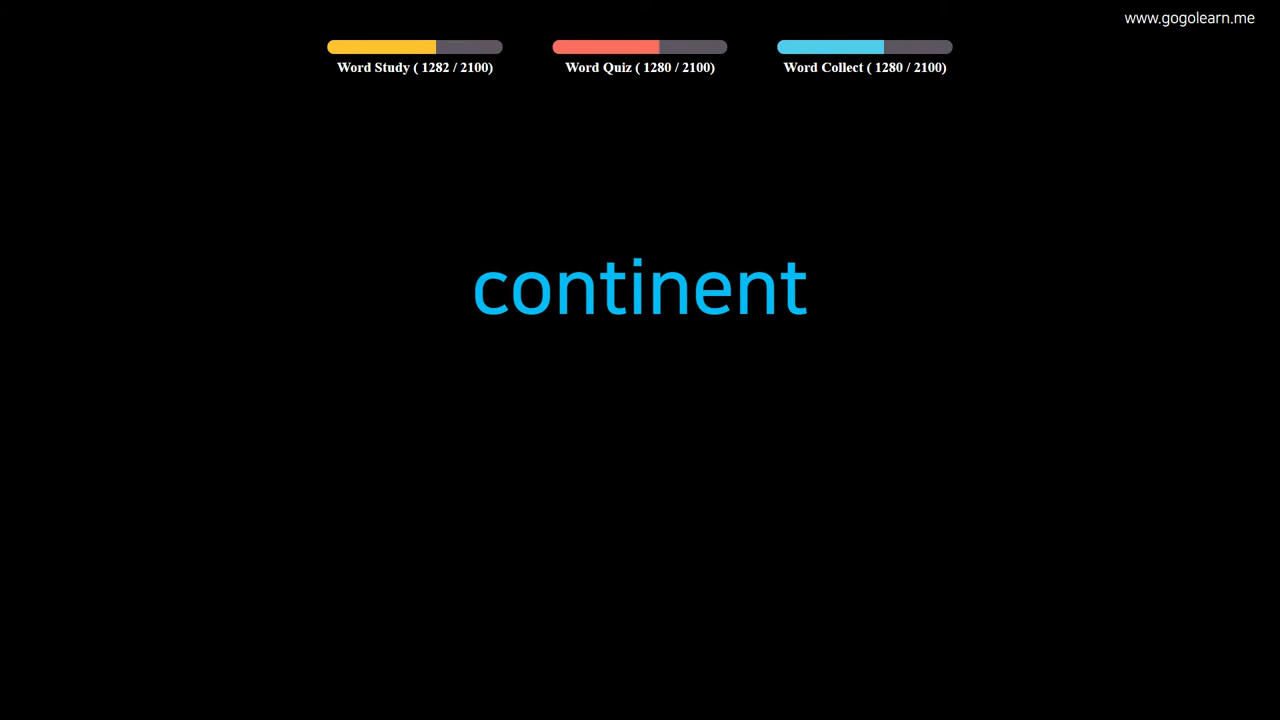 www.gogolearn.me
Word Study ( 1282 / 2100)
Word Quiz ( 1280 / 2100)
Word Collect ( 1280 / 2100)
continent